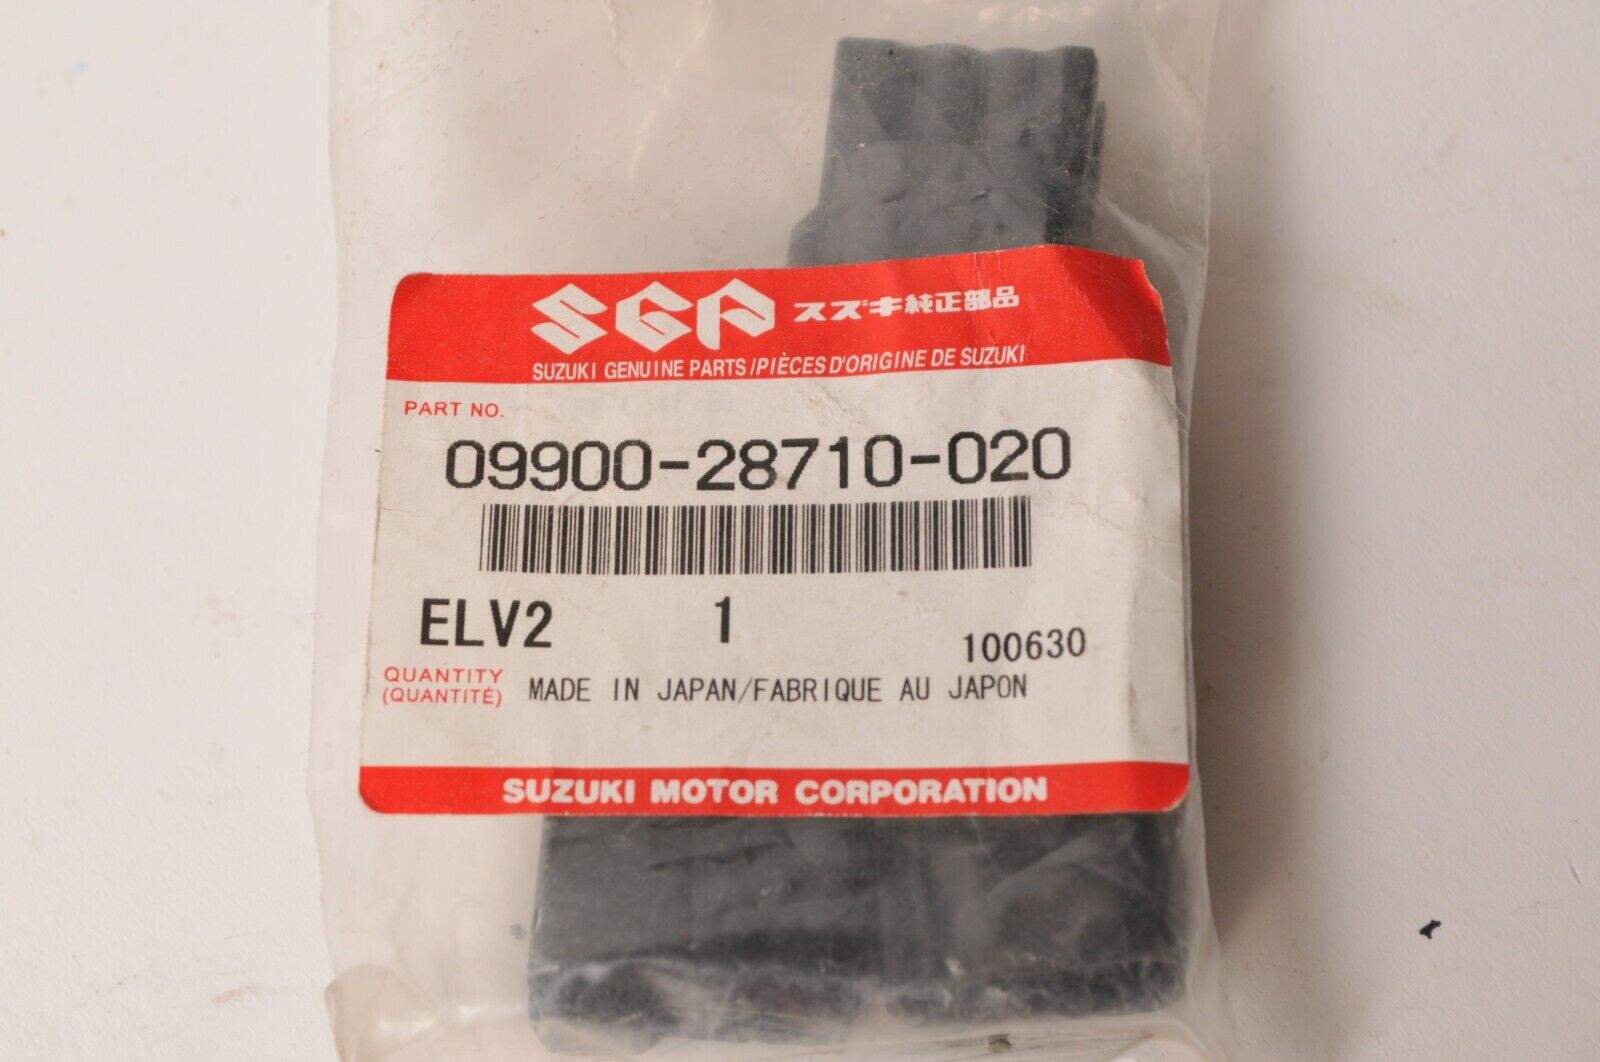 SGP スズキ純正部品
SUZUKI GENUINE PARTS/PIÈCES D'ORIGINE DE SUZUKI
PART NO.
09900-28710-020
ELV2 1 100630
QUANTITY
(QUANTITÉ) MADE IN JAPAN/FABRIQUE AU JAPON
SUZUKI MOTOR CORPORATION